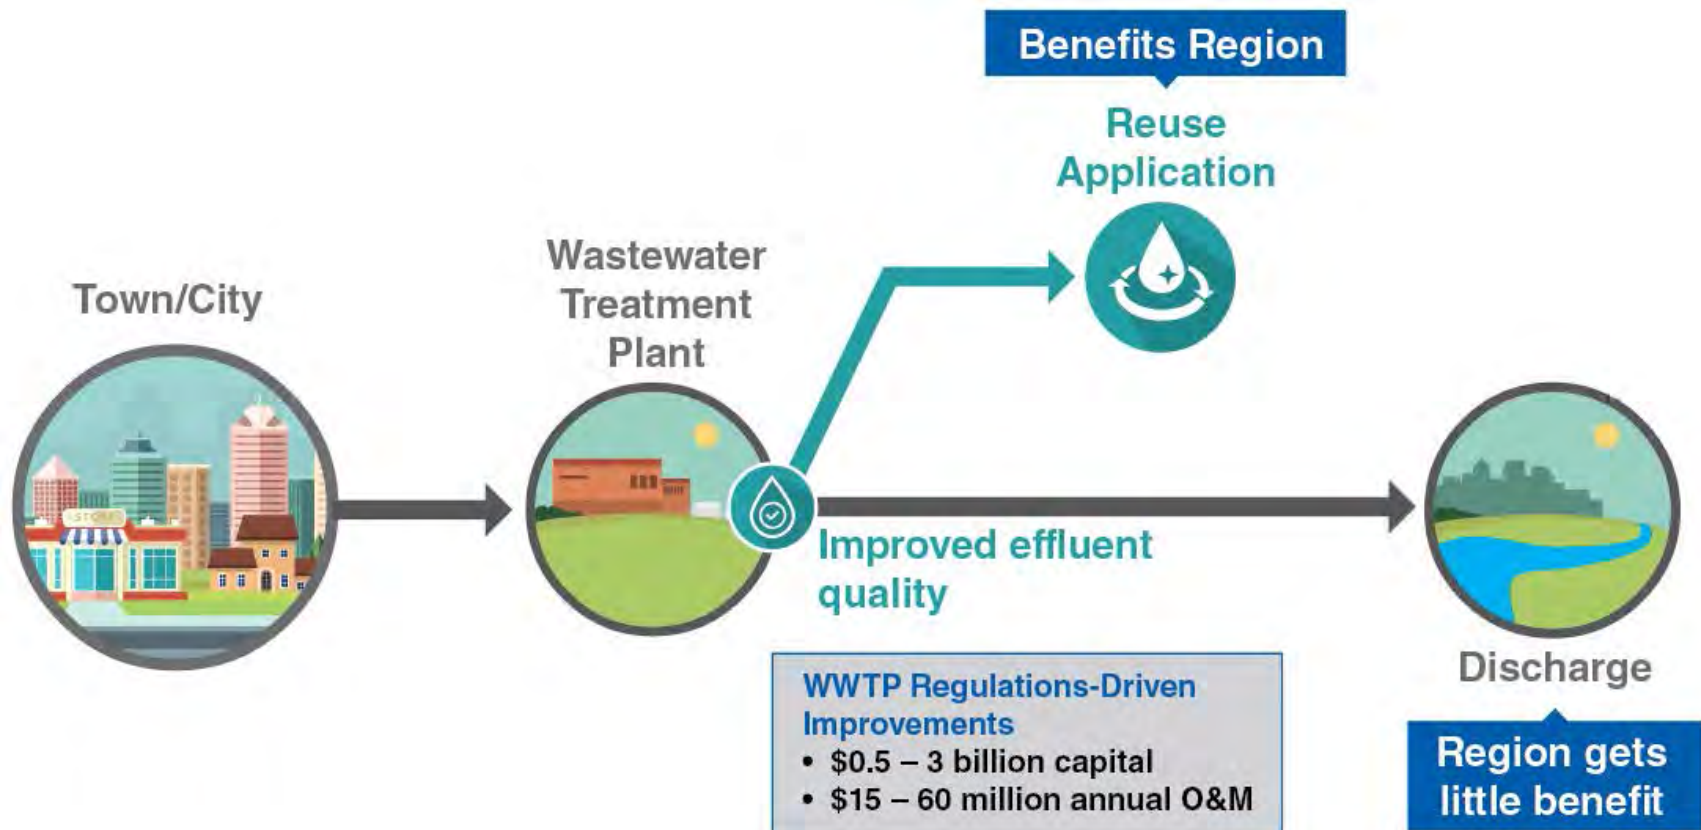 Benefits Region
Reuse
Application
Town/City
Wastewater
Treatment
Plant
STORE
Improved effluent
quality
WWTP Regulations-Driven
Improvements
• $0.5 – 3 billion capital
• $15 – 60 million annual O&M
Discharge
Region gets
little benefit